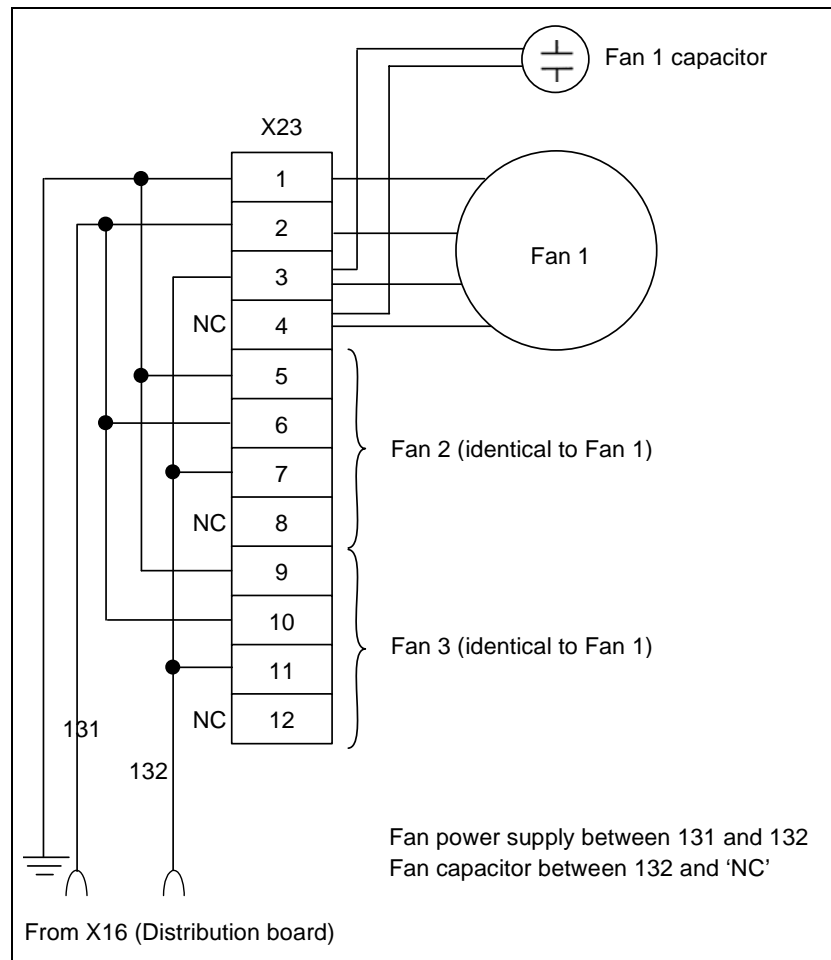 Fan 1 capacitor
X23
1
2
Fan 1
3
NC 4
5
6
Fan 2 (identical to Fan 1)
7
NC 8
9
10
Fan 3 (identical to Fan 1)
11
NC 12
131
132
Fan power supply between 131 and 132
Fan capacitor between 132 and ‘NC’
From X16 (Distribution board)